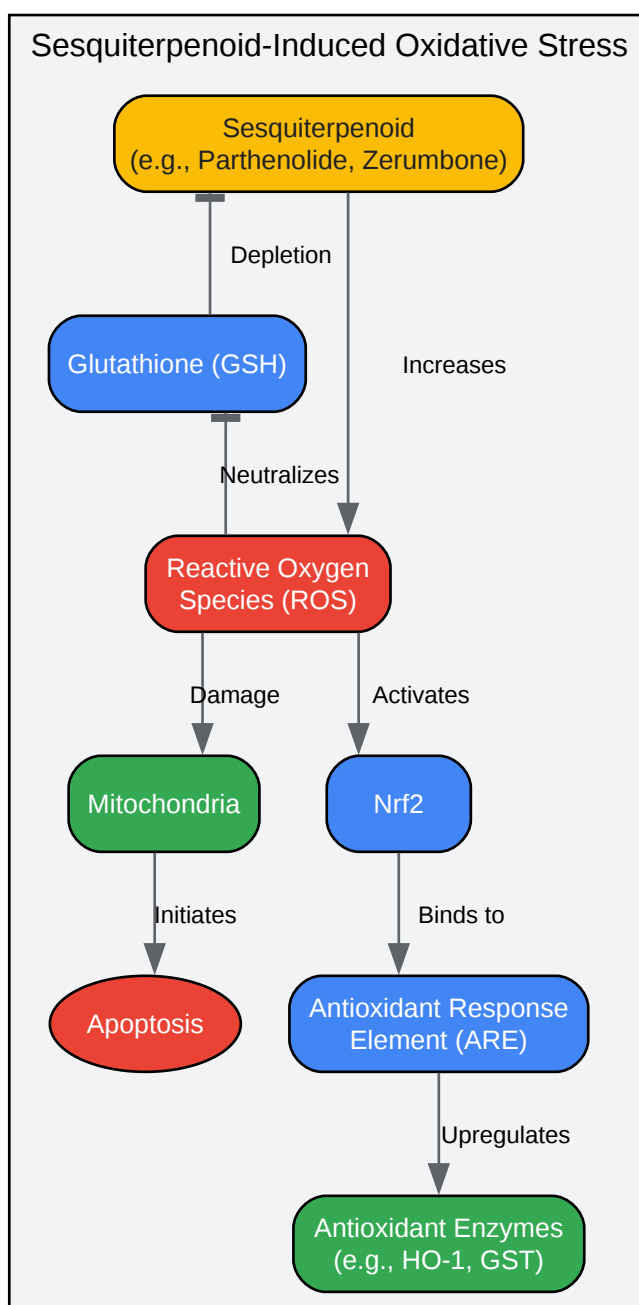 Sesquiterpenoid-Induced Oxidative Stress
Sesquiterpenoid
(e.g., Parthenolide, Zerumbone)
Depletion
Glutathione (GSH)
Increases
Neutralizes
Reactive Oxygen
Species (ROS)
Damage
Activates
Mitochondria
Nrf2
Initiates
Binds to
Apoptosis
Antioxidant Response
Element (ARE)
Upregulates
Antioxidant Enzymes
(e.g., HO-1, GST)